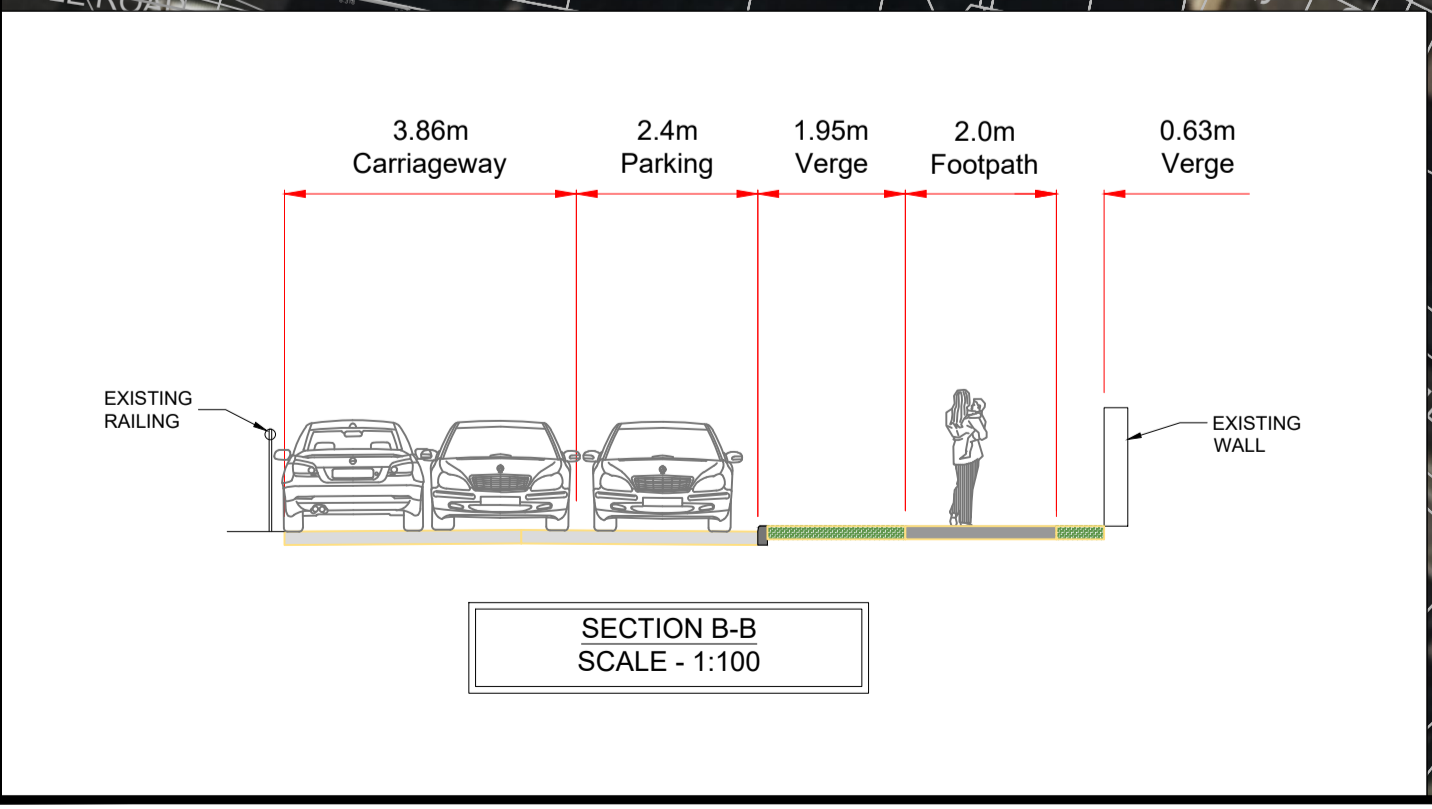 3.86m
Carriageway
2.4m
Parking
1.95m
Verge
2.0m
Footpath
0.63m
Verge
EXISTING
RAILING
EXISTING
WALL
SECTION B-B
SCALE - 1:100